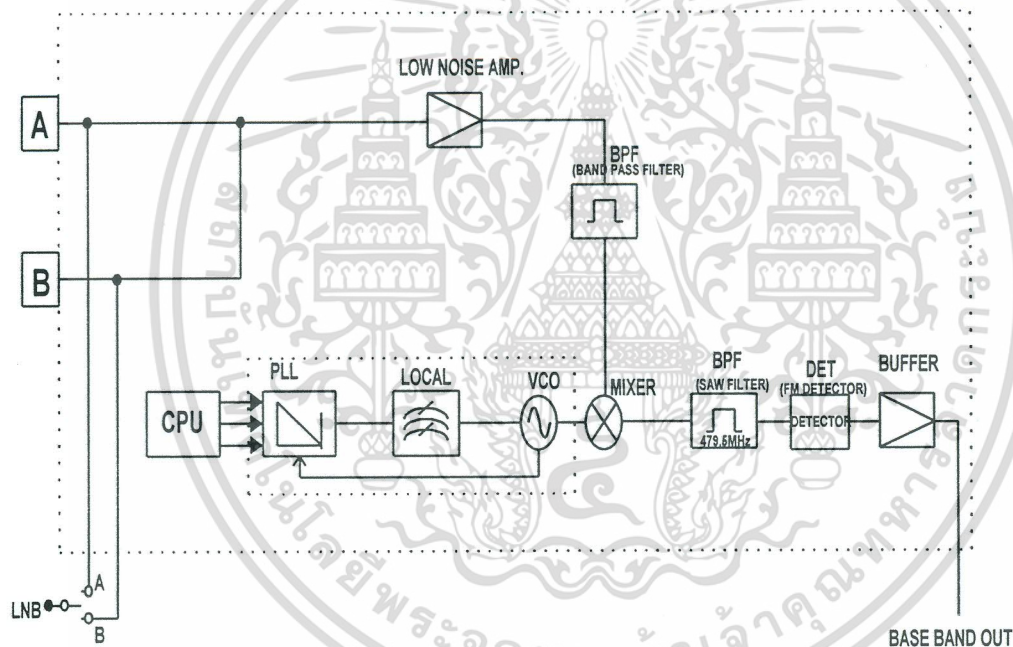 LOW NOISE AMP.
A
BPF
(BAND PASS FILTER)
B
PLL
LOCAL
VCO
MIXER
BPF
(SAW FILTER)
DET
(FM DETECTOR)
BUFFER
CPU
479.5MHz
DETECTOR
A
LNB
B
BASE BAND OUT